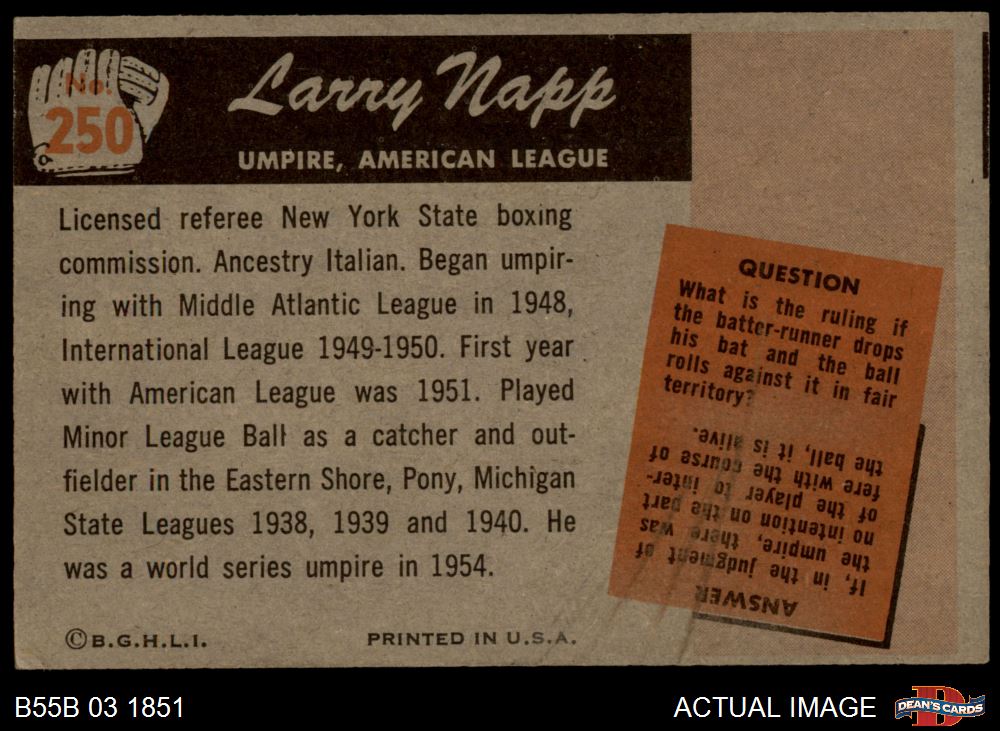 No.
250
Larry Napp
UMPIRE, AMERICAN LEAGUE
Licensed referee New York State boxing
commission. Ancestry Italian. Began umpir-
ing with Middle Atlantic League in 1948,
International League 1949-1950. First year
with American League was 1951. Played
Minor League Ball as a catcher and out-
fielder in the Eastern Shore, Pony, Michigan
State Leagues 1938, 1939 and 1940. He
was a world series umpire in 1954.
©B.G.H.L.I.
PRINTED IN U.S.A.
QUESTION
What is the ruling if
the batter-runner drops
his bat and the ball
rolls against it in fair
territory?
ANSWER
If, in the judgment of
the umpire, there was
no intention on the part
of the player to inter-
fere with the course of
the ball, it is alive.
B55B 03 1851
ACTUAL IMAGE
DEAN'S CARDS